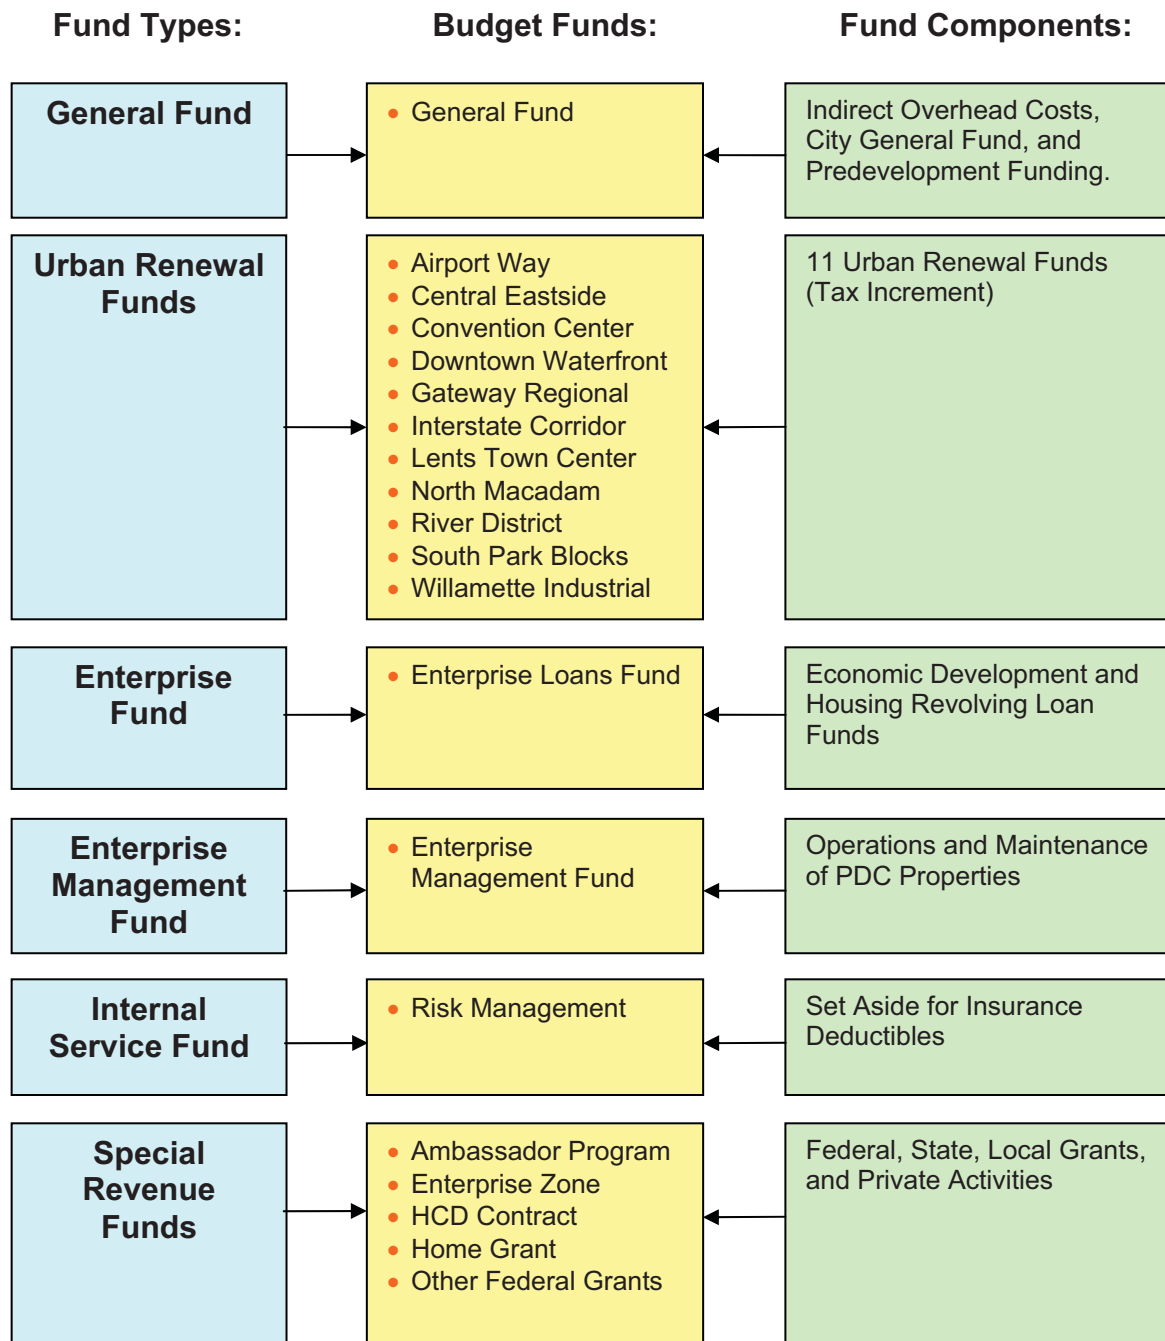 Fund Types:
Budget Funds:
Fund Components:
General Fund
• General Fund
Indirect Overhead Costs,
City General Fund, and
Predevelopment Funding.
Urban Renewal
Funds
• Airport Way
• Central Eastside
• Convention Center
• Downtown Waterfront
• Gateway Regional
• Interstate Corridor
• Lents Town Center
• North Macadam
• River District
• South Park Blocks
• Willamette Industrial
11 Urban Renewal Funds
(Tax Increment)
Enterprise
Fund
• Enterprise Loans Fund
Economic Development and
Housing Revolving Loan
Funds
Enterprise
Management
Fund
• Enterprise
Management Fund
Operations and Maintenance
of PDC Properties
Internal
Service Fund
• Risk Management
Set Aside for Insurance
Deductibles
Special
Revenue
Funds
• Ambassador Program
• Enterprise Zone
• HCD Contract
• Home Grant
• Other Federal Grants
Federal, State, Local Grants,
and Private Activities